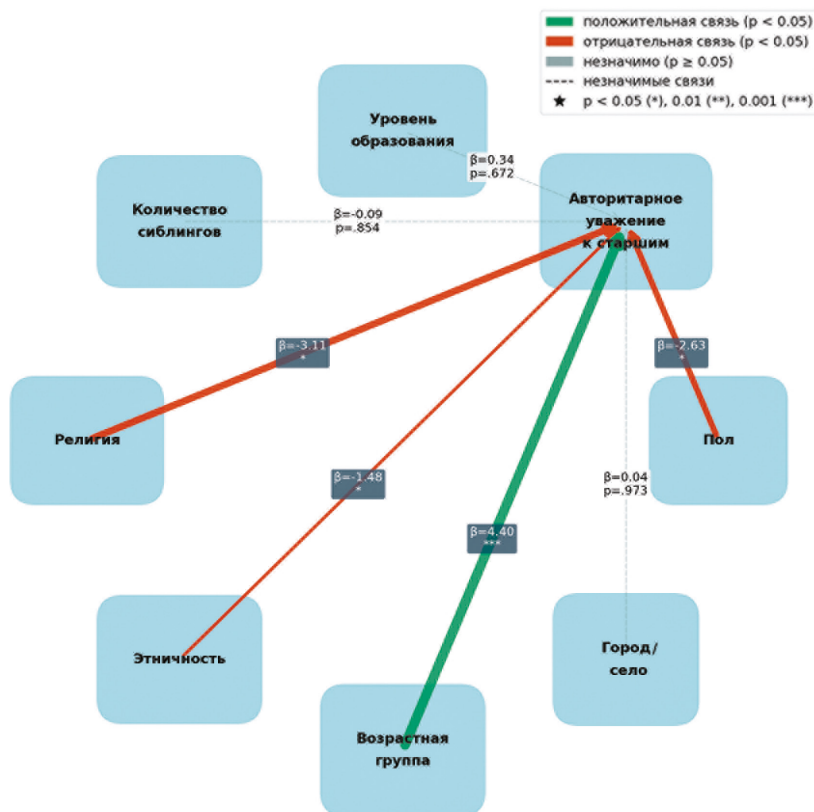 положительная связь (p < 0.05)
отрицательная связь (p < 0.05)
незначимо (p ≥ 0.05)
незначимые связи
★ p < 0.05 (*), 0.01 (**), 0.001 (***)
Уровень
образования
β=0.34
p=.672
Количество
сиблингов
β=-0.09
p=.854
Авторитарное
уважение
к старшим
β=-3.11
*
β=-2.63
*
Религия
Пол
β=-1.48
*
β=0.04
p=.973
β=4.40
***
Этничность
Город/
село
Возрастная
группа